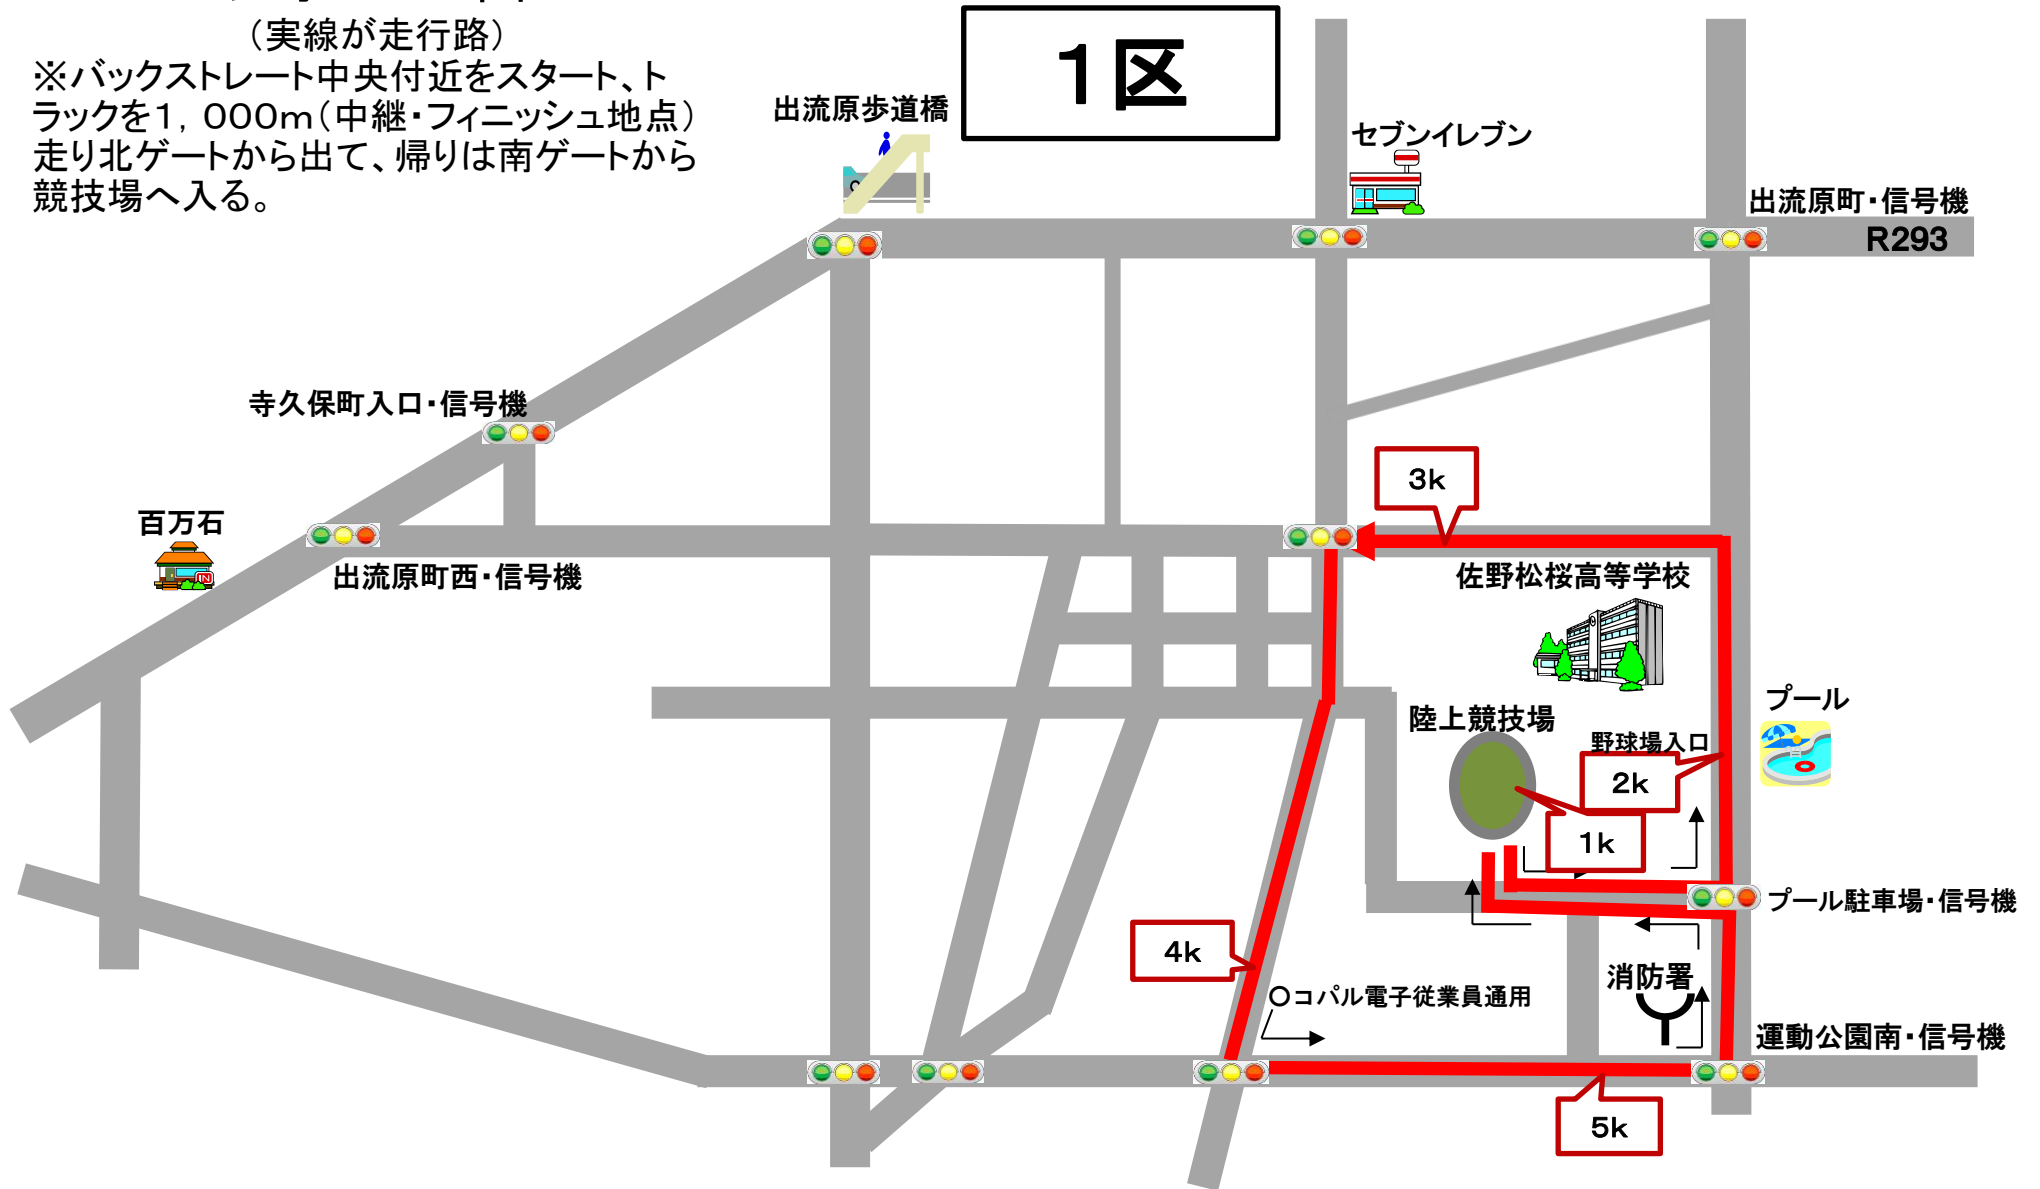 （実線が走行路）
※バックストレート中央付近をスタート、ト
ラックを１，０００ｍ（中継・フィニッシュ地点）
走り北ゲートから出て、帰りは南ゲートから
競技場へ入る。
１区
出流原歩道橋
セブンイレブン
出流原町・信号機
R293
寺久保町入口・信号機
3k
百万石
出流原町西・信号機
佐野松桜高等学校
プール
陸上競技場
野球場入口
2k
1k
プール駐車場・信号機
4k
消防署
○コパル電子従業員通用
運動公園南・信号機
5k
IN